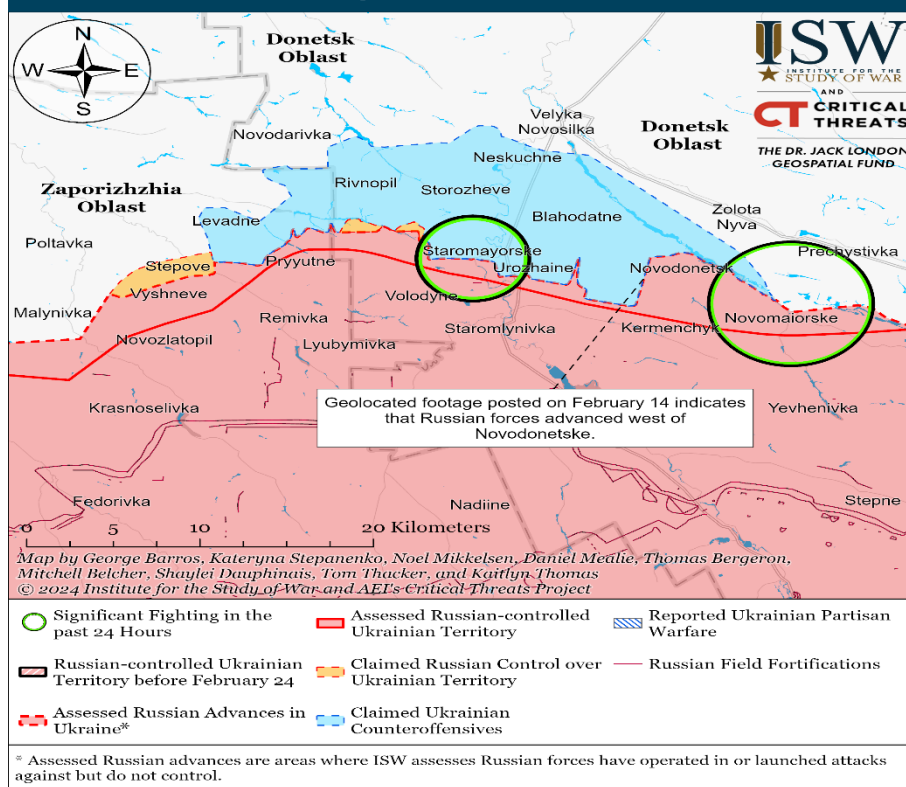 N
W E
S
Donetsk
Oblast
ISW
INSTITUTE FOR THE
STUDY OF WAR
AND
CT CRITICAL
THREATS
THE DR. JACK LONDON
GEOSPATIAL FUND
Velyka
Novosilka
Donetsk
Oblast
Novodarivka
Neskuchne
Rivnopil
Storozheve
Zaporizhzhia
Oblast
Levadne
Blahodatne
Zolota
Nyva
Poltavka
Prechystivka
Stepove
Pryyutne
Staromayorske
Urozhaine
Novodonetsk
Vyshneve
Volodyne
Malynivka
Remivka
Staromlynivka
Kermenchyk
Novomaiorske
Novozlatopil
Lyubymivka
Geolocated footage posted on February 14 indicates
that Russian forces advanced west of
Novodonetske.
Krasnoselivka
Yevhenivka
Fedorivka
Nadiine
Stepne
0 5 10 20 Kilometers
Map by George Barros, Kateryna Stepanenko, Noel Mikkelsen, Daniel Mealie, Thomas Bergeron,
Mitchell Belcher, Shaylei Dauphinais, Tom Thacker, and Kaitlyn Thomas
© 2024 Institute for the Study of War and AEI's Critical Threats Project
Significant Fighting in the
past 24 Hours
Assessed Russian-controlled
Ukrainian Territory
Reported Ukrainian Partisan
Warfare
Russian-controlled Ukrainian
Territory before February 24
Claimed Russian Control over
Ukrainian Territory
Russian Field Fortifications
Assessed Russian Advances in
Ukraine*
Claimed Ukrainian
Counteroffensives
* Assessed Russian advances are areas where ISW assesses Russian forces have operated in or launched attacks
against but do not control.